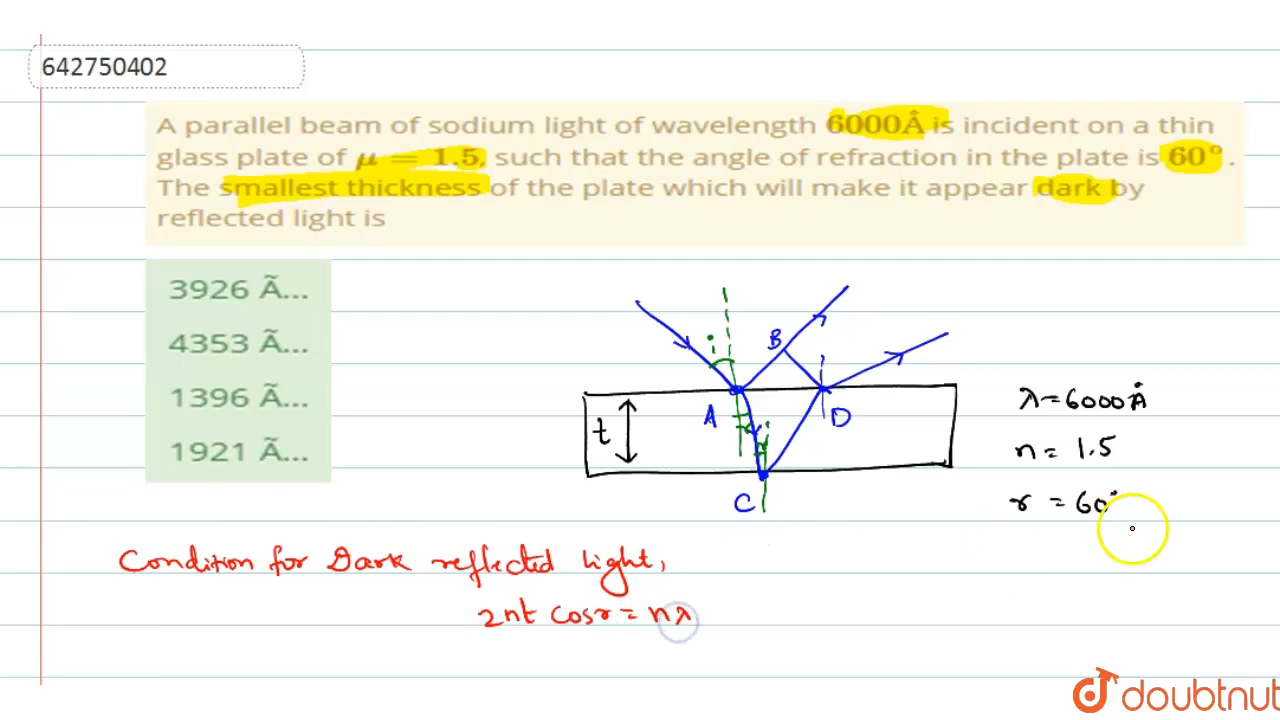 642750402
A parallel beam of sodium light of wavelength 6000Å is incident on a thin
glass plate of μ = 1.5, such that the angle of refraction in the plate is 60°.
The smallest thickness of the plate which will make it appear dark by
reflected light is
3926 Ã...
4353 Ã...
1396 Ã...
1921 Ã...
i
B
A
r
r
D
t
C
λ=6000Å
n = 1.5
r = 60°
Condition for Dark reflected light,
2nt cosr = nλ
doubtnut